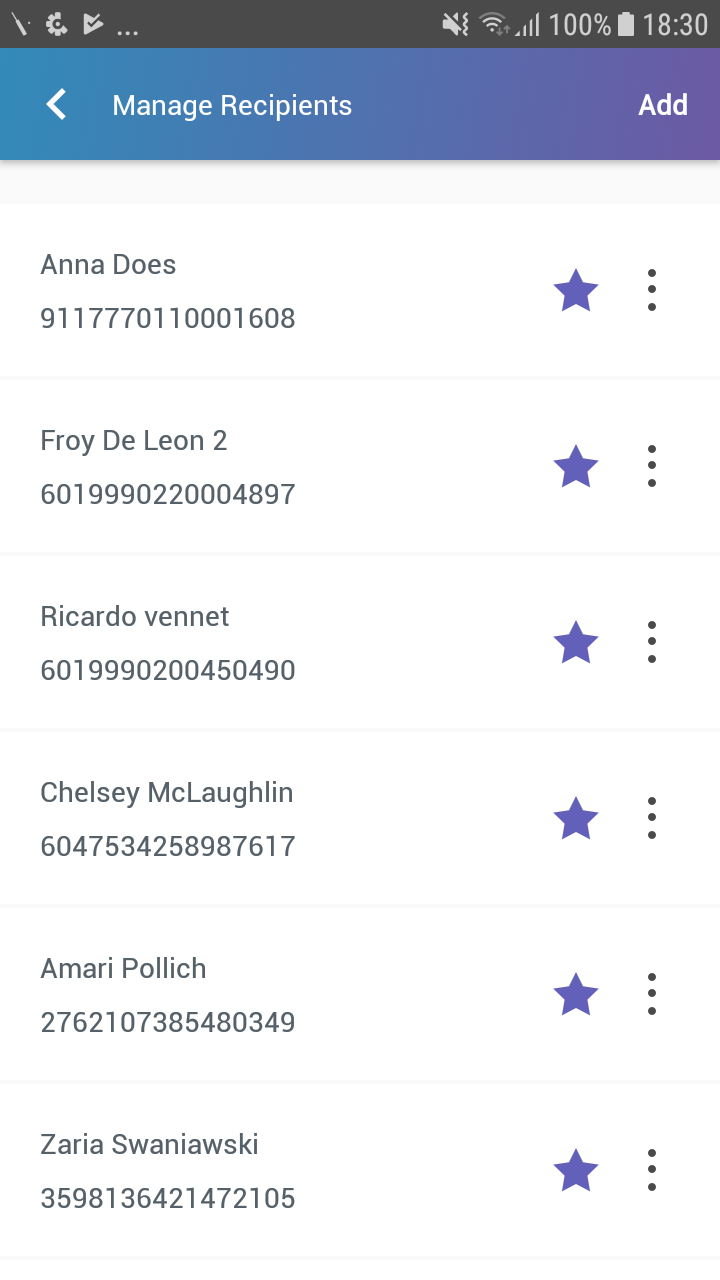 ... 100% 18:30
Manage Recipients Add
Anna Does
9117770110001608
Froy De Leon 2
6019990220004897
Ricardo vennet
6019990200450490
Chelsey McLaughlin
6047534258987617
Amari Pollich
2762107385480349
Zaria Swaniawski
3598136421472105